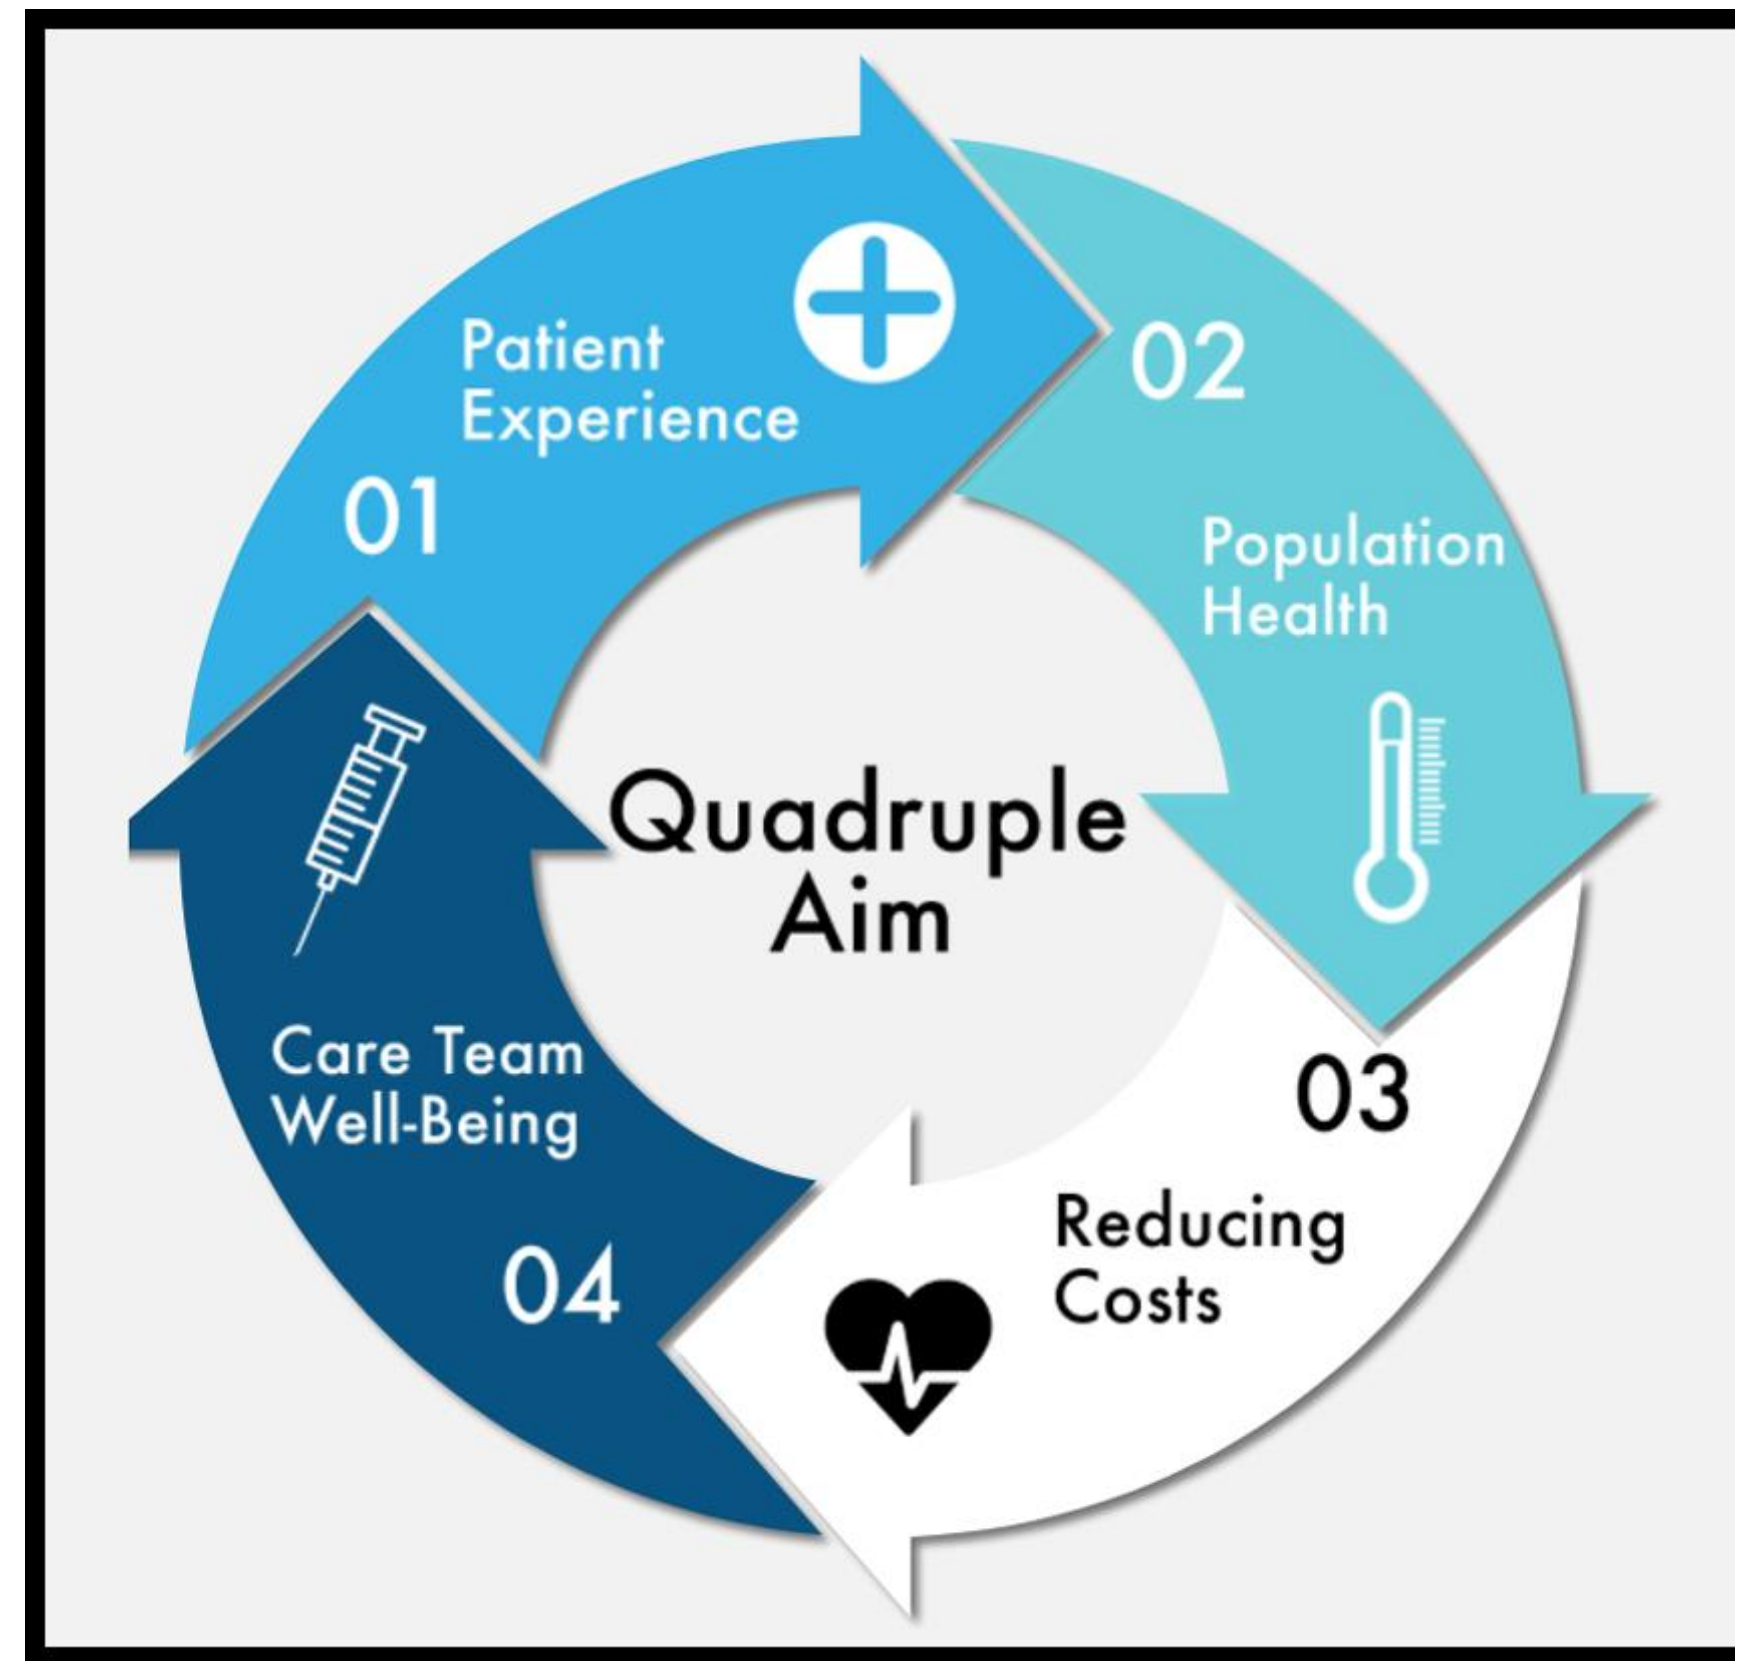 01
Patient
Experience
02
Population
Health
03
Reducing
Costs
04
Care Team
Well-Being
Quadruple
Aim